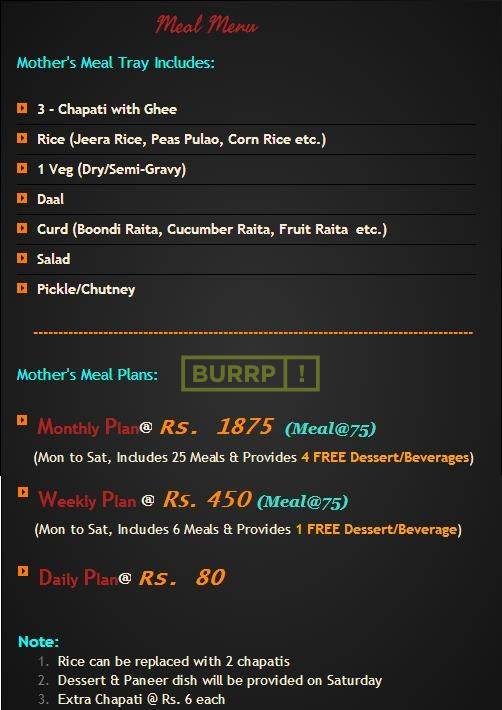 Meal Menu
Mother's Meal Tray Includes:
3 - Chapati with Ghee
Rice (Jeera Rice, Peas Pulao, Corn Rice etc.)
1 Veg (Dry/Semi-Gravy)
Daal
Curd (Boondi Raita, Cucumber Raita, Fruit Raita etc.)
Salad
Pickle/Chutney
Mother's Meal Plans:
BURRP!
Monthly Plan@ Rs. 1875 (Meal@75)
(Mon to Sat, Includes 25 Meals & Provides 4 FREE Dessert/Beverages)
Weekly Plan @ Rs. 450 (Meal@75)
(Mon to Sat, Includes 6 Meals & Provides 1 FREE Dessert/Beverage)
Daily Plan@ Rs. 80
Note:
1. Rice can be replaced with 2 chapatis
2. Dessert & Paneer dish will be provided on Saturday
3. Extra Chapati @ Rs. 6 each